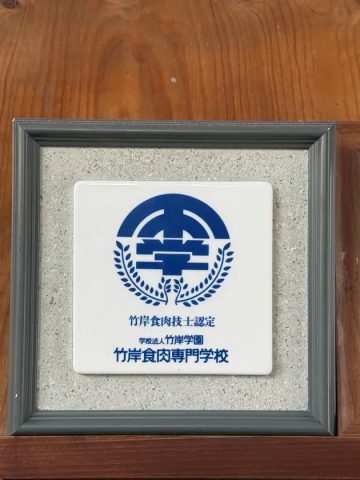 竹岸食肉技士認定
学校法人 竹岸学園
竹岸食肉専門学校